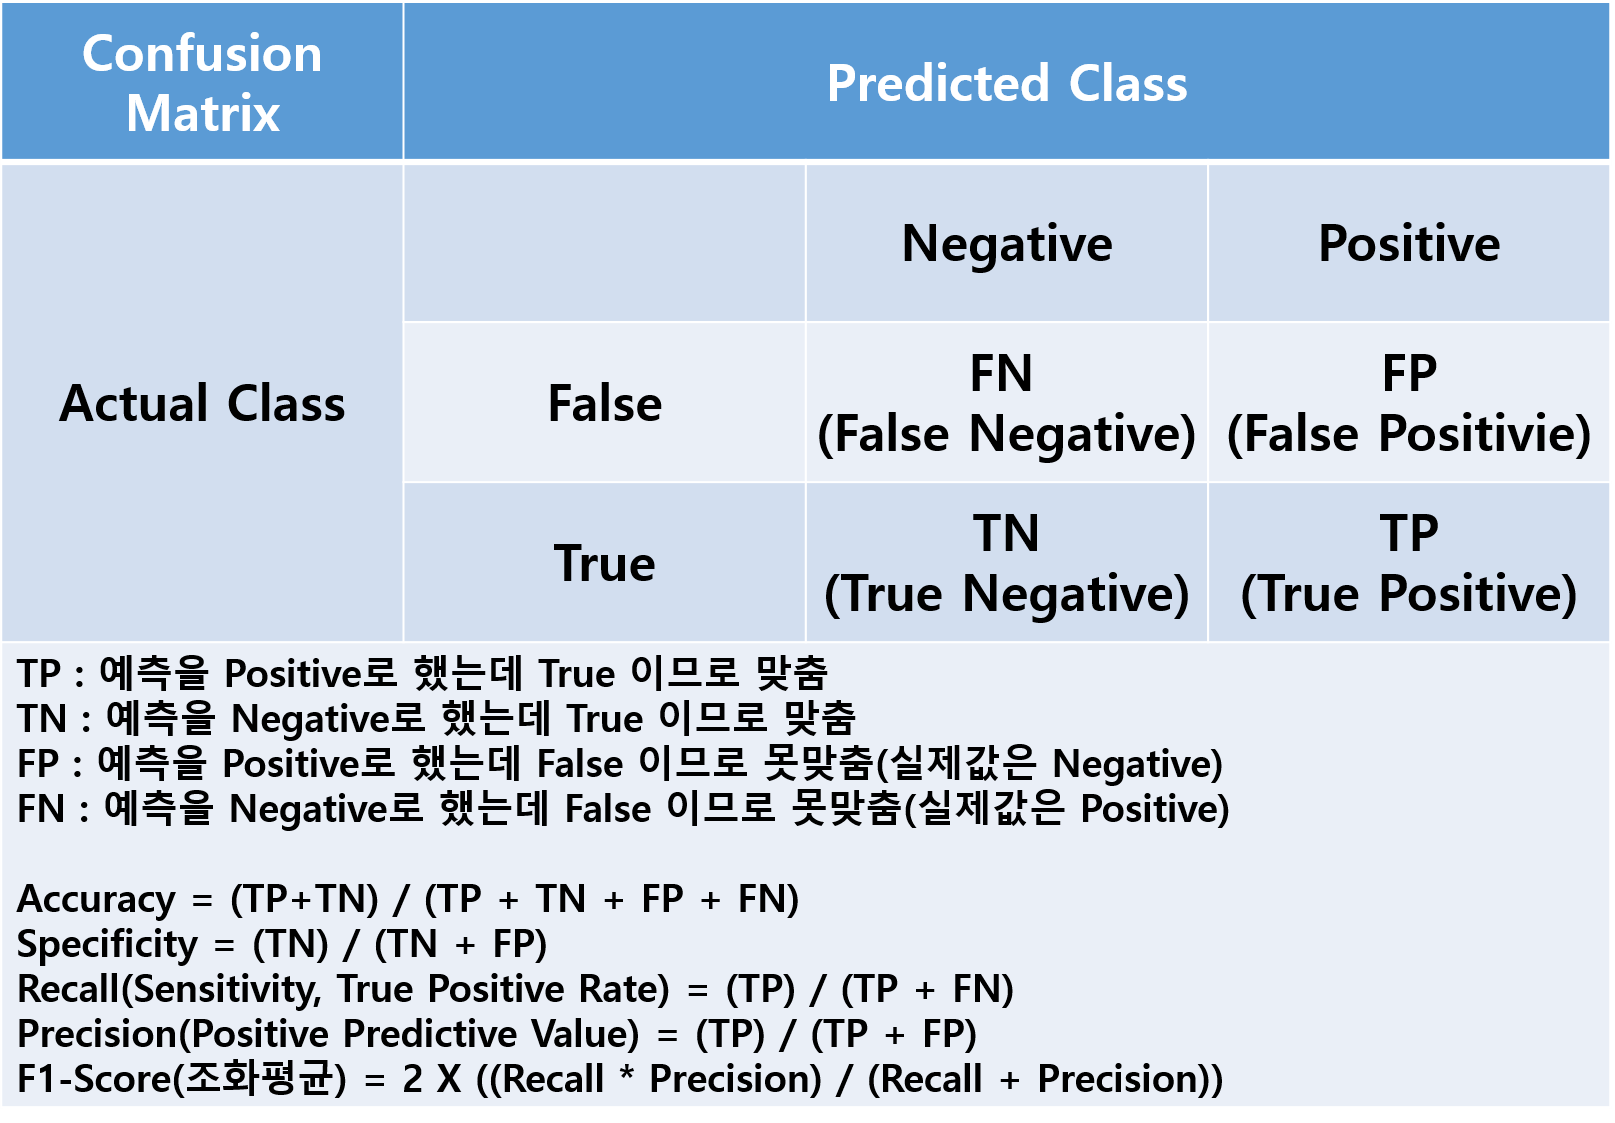 Confusion
Matrix
Predicted Class
Negative
Positive
Actual Class
False
FN
(False Negative)
FP
(False Positivie)
True
TN
(True Negative)
TP
(True Positive)
TP : 예측을 Positive로 했는데 True 이므로 맞춤
TN : 예측을 Negative로 했는데 True 이므로 맞춤
FP : 예측을 Positive로 했는데 False 이므로 못맞춤(실제값은 Negative)
FN : 예측을 Negative로 했는데 False 이므로 못맞춤(실제값은 Positive)
Accuracy = (TP+TN) / (TP + TN + FP + FN)
Specificity = (TN) / (TN + FP)
Recall(Sensitivity, True Positive Rate) = (TP) / (TP + FN)
Precision(Positive Predictive Value) = (TP) / (TP + FP)
F1-Score(조화평균) = 2 X ((Recall * Precision) / (Recall + Precision))